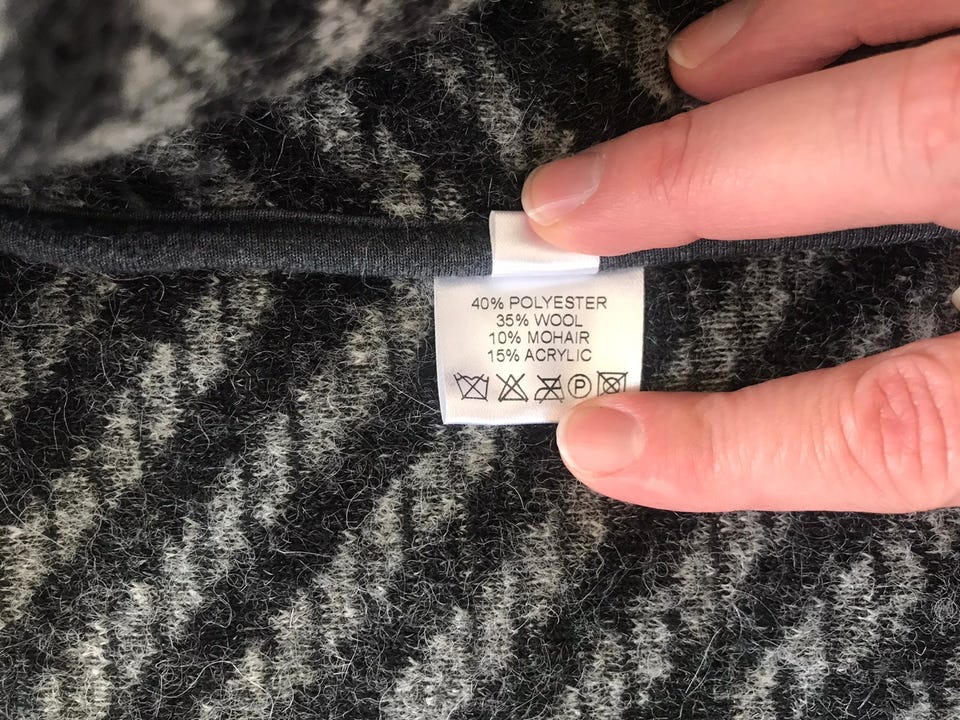 40% POLYESTER
35% WOOL
10% MOHAIR
15% ACRYLIC
P